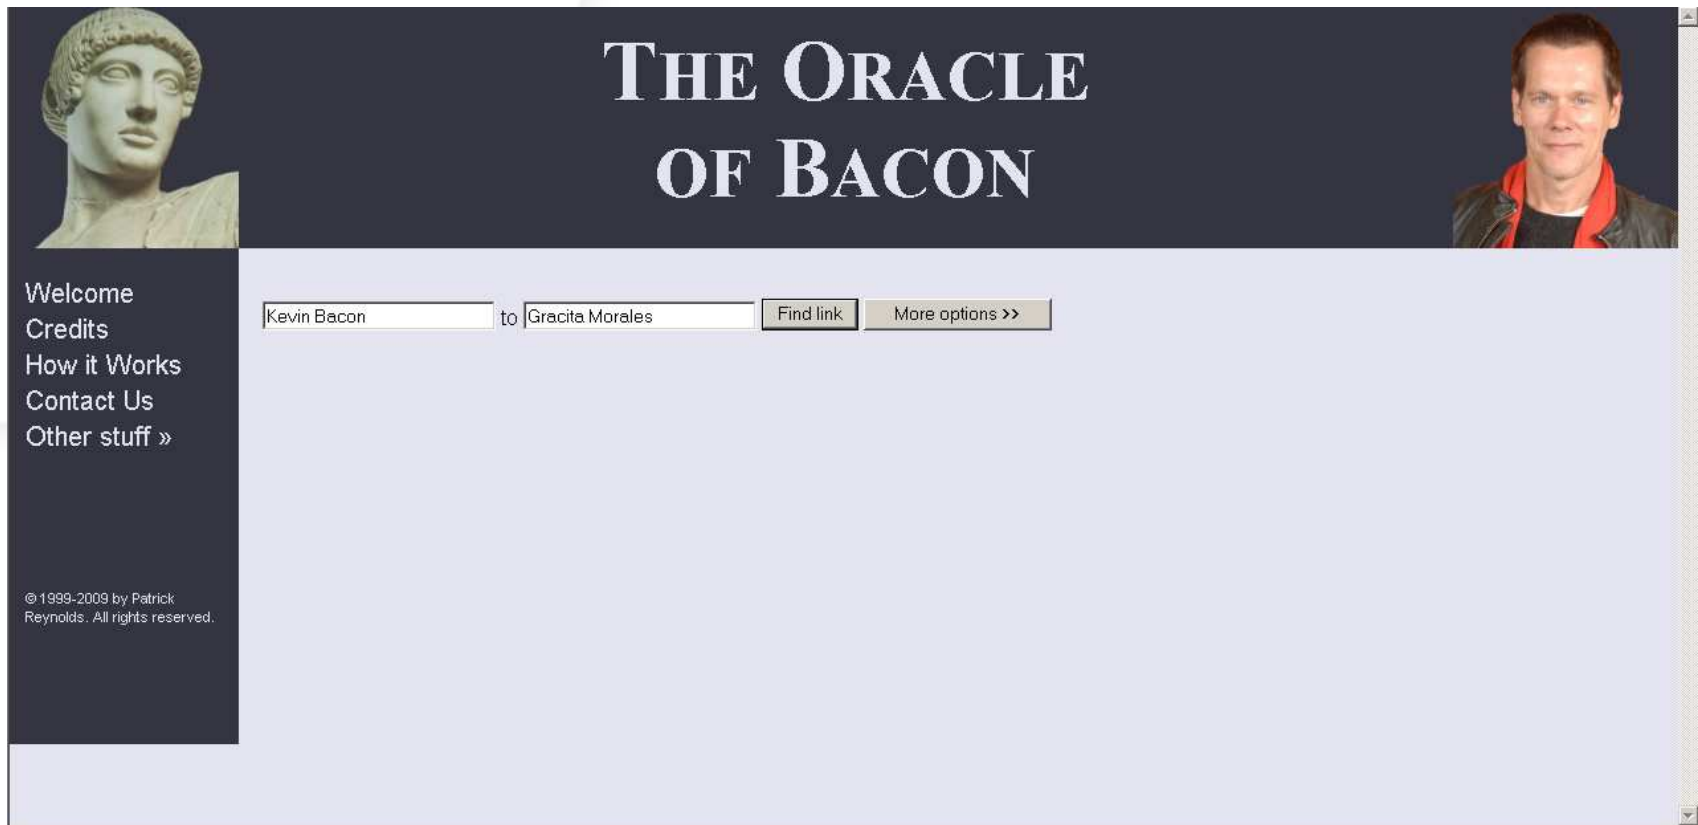 THE ORACLE
OF BACON
Welcome
Credits
How it Works
Contact Us
Other stuff »
Kevin Bacon to Gracita Morales Find link More options >>
© 1999-2009 by Patrick
Reynolds. All rights reserved.